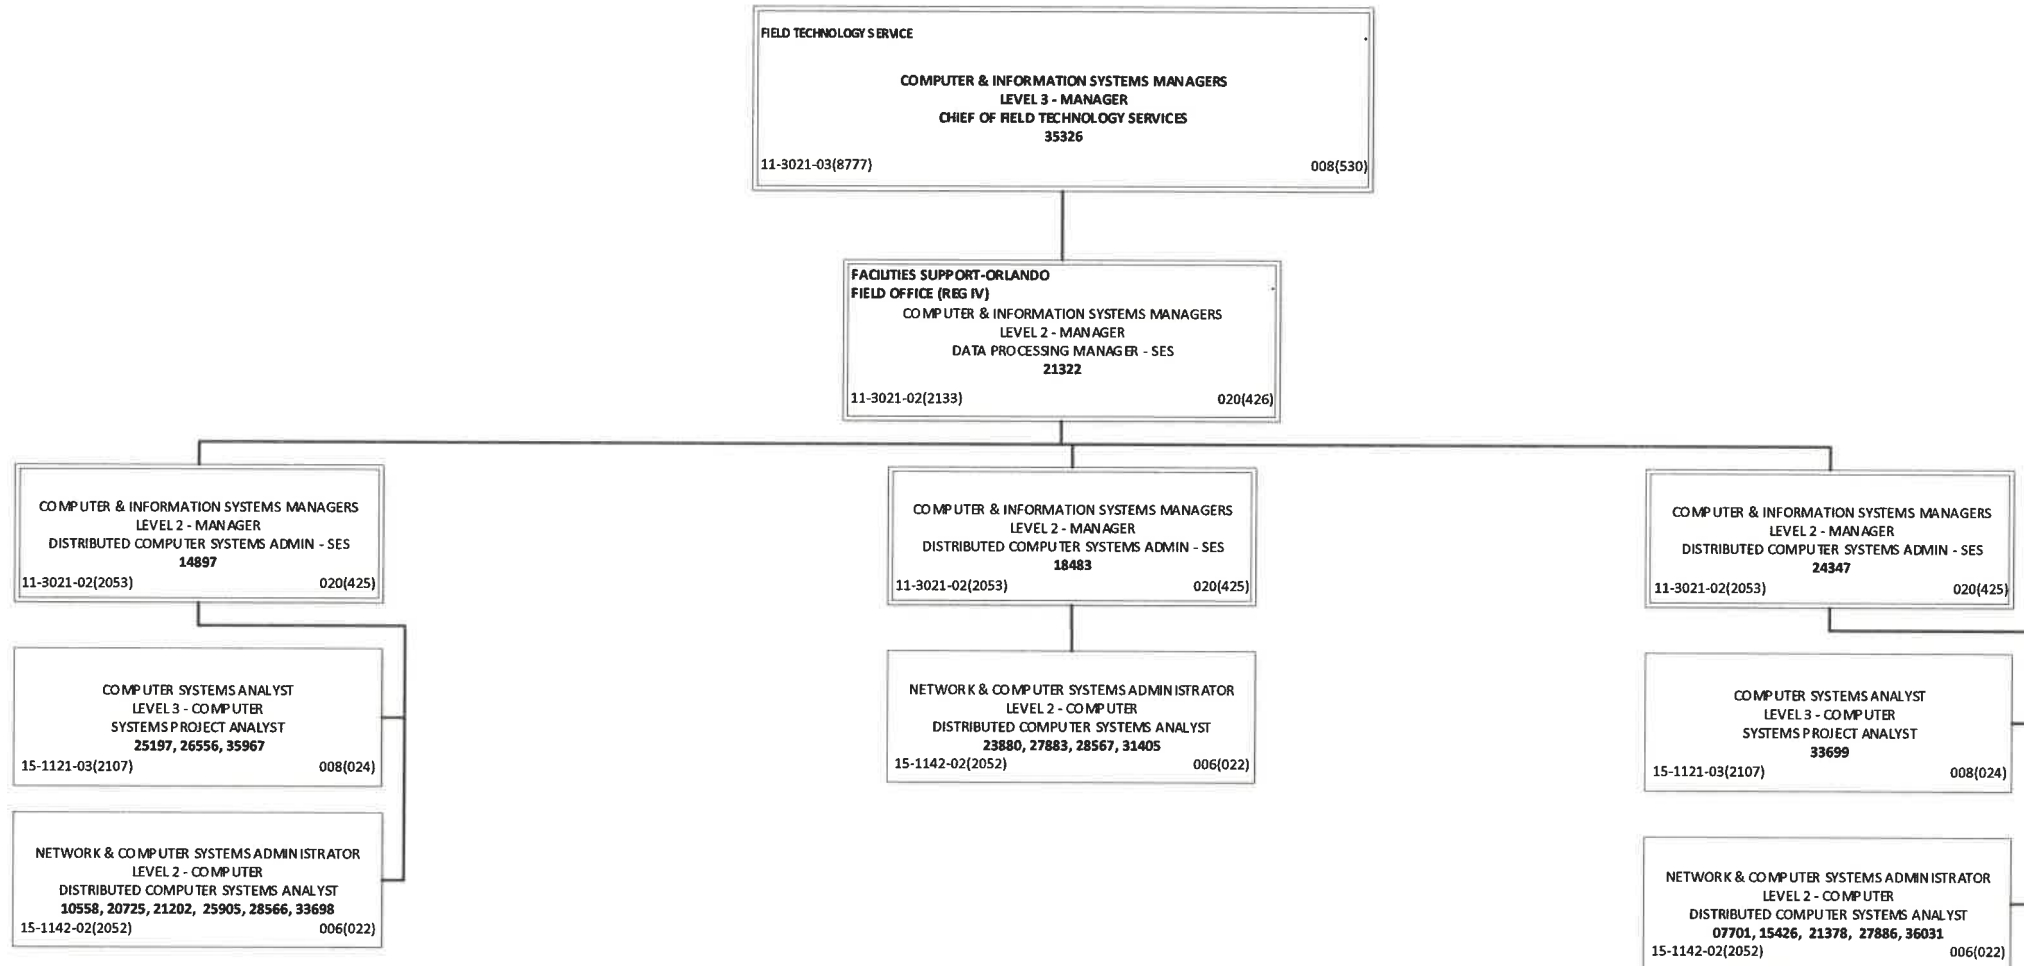 FIELD TECHNOLOGY SERVICE
COMPUTER & INFORMATION SYSTEMS MANAGERS
LEVEL 3 - MANAGER
CHIEF OF FIELD TECHNOLOGY SERVICES
35326
11-3021-03(8777) 008(530)
FACILITIES SUPPORT-ORLANDO
FIELD OFFICE (REG IV)
COMPUTER & INFORMATION SYSTEMS MANAGERS
LEVEL 2 - MANAGER
DATA PROCESSING MANAGER - SES
21322
11-3021-02(2133) 020(426)
COMPUTER & INFORMATION SYSTEMS MANAGERS
LEVEL 2 - MANAGER
DISTRIBUTED COMPUTER SYSTEMS ADMIN - SES
14897
11-3021-02(2053) 020(425)
COMPUTER SYSTEMS ANALYST
LEVEL 3 - COMPUTER
SYSTEMS PROJECT ANALYST
25197, 26556, 35967
15-1121-03(2107) 008(024)
NETWORK & COMPUTER SYSTEMS ADMINISTRATOR
LEVEL 2 - COMPUTER
DISTRIBUTED COMPUTER SYSTEMS ANALYST
10558, 20725, 21202, 25905, 28566, 33698
15-1142-02(2052) 006(022)
COMPUTER & INFORMATION SYSTEMS MANAGERS
LEVEL 2 - MANAGER
DISTRIBUTED COMPUTER SYSTEMS ADMIN - SES
18483
11-3021-02(2053) 020(425)
NETWORK & COMPUTER SYSTEMS ADMINISTRATOR
LEVEL 2 - COMPUTER
DISTRIBUTED COMPUTER SYSTEMS ANALYST
23880, 27883, 28567, 31405
15-1142-02(2052) 006(022)
COMPUTER & INFORMATION SYSTEMS MANAGERS
LEVEL 2 - MANAGER
DISTRIBUTED COMPUTER SYSTEMS ADMIN - SES
24347
11-3021-02(2053) 020(425)
COMPUTER SYSTEMS ANALYST
LEVEL 3 - COMPUTER
SYSTEMS PROJECT ANALYST
33699
15-1121-03(2107) 008(024)
NETWORK & COMPUTER SYSTEMS ADMINISTRATOR
LEVEL 2 - COMPUTER
DISTRIBUTED COMPUTER SYSTEMS ANALYST
07701, 15426, 21378, 27886, 36031
15-1142-02(2052) 006(022)